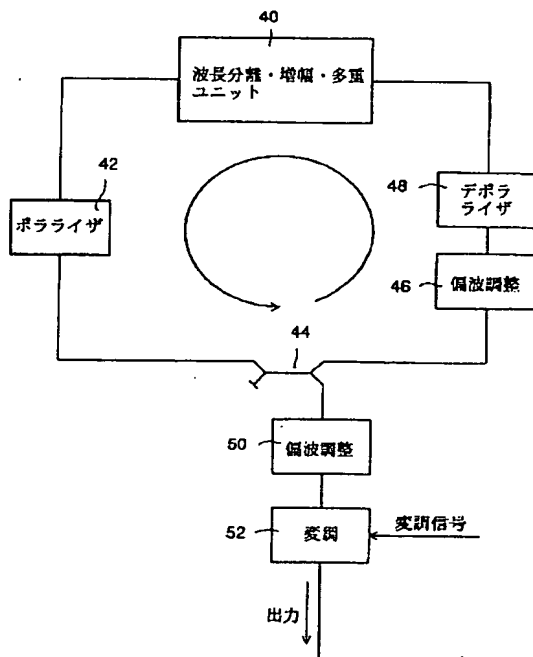 40
波長分離・増幅・多重
ユニット
42
ポラライザ
48
デポラ
ライザ
46
偏波調整
44
50
偏波調整
52
変調
変調信号
出力